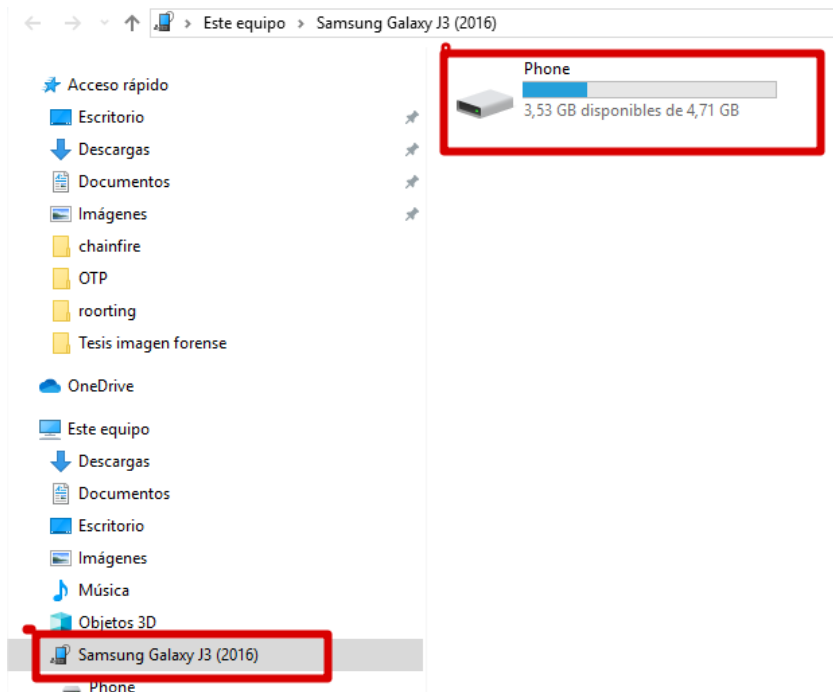 Este equipo > Samsung Galaxy J3 (2016)
Acceso rápido
Escritorio
Descargas
Documentos
Imágenes
chainfire
OTP
roorting
Tesis imagen forense
OneDrive
Este equipo
Descargas
Documentos
Escritorio
Imágenes
Música
Objetos 3D
Samsung Galaxy J3 (2016)
Phone
Phone
3,53 GB disponibles de 4,71 GB